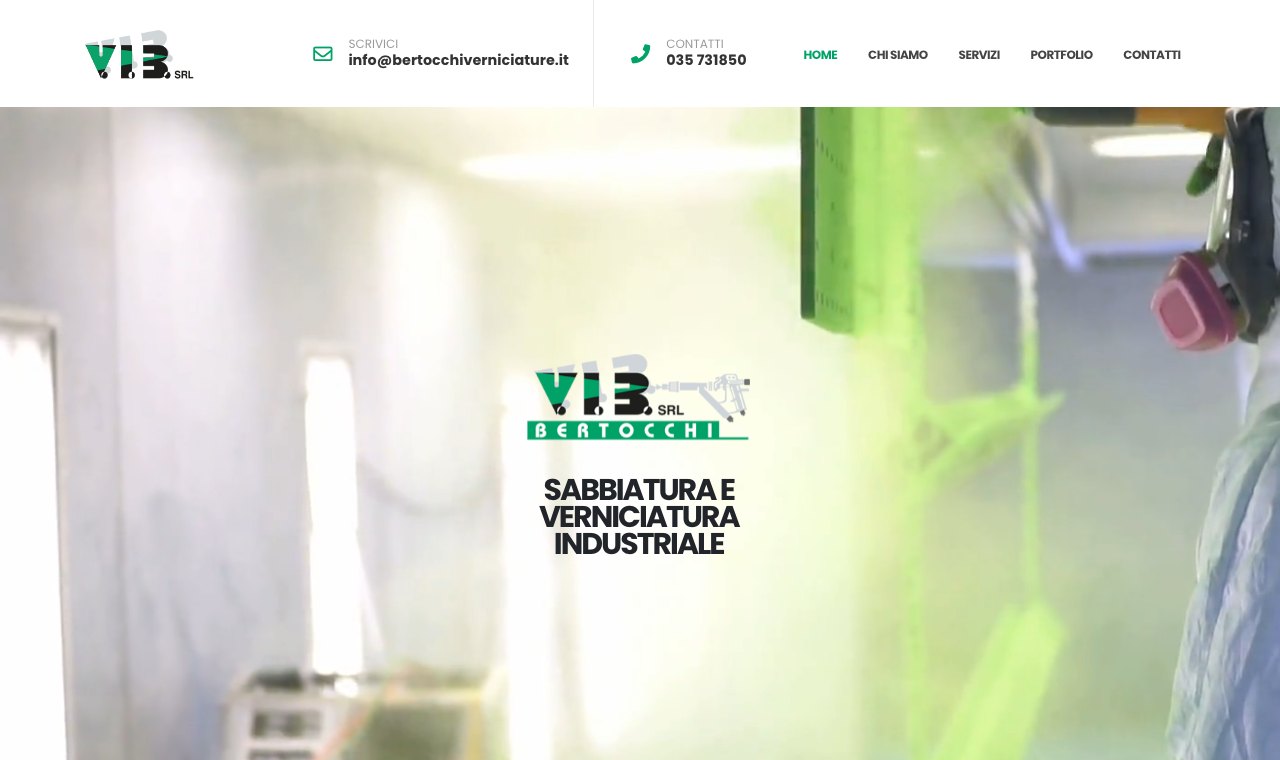 V.I.B. SRL
SCRIVICI
info@bertocchiverniciature.it
CONTATTI
035 731850
HOME
CHI SIAMO
SERVIZI
PORTFOLIO
CONTATTI
V.I.B. SRL
BERTOCCHI
SABBIATURA E
VERNICIATURA
INDUSTRIALE